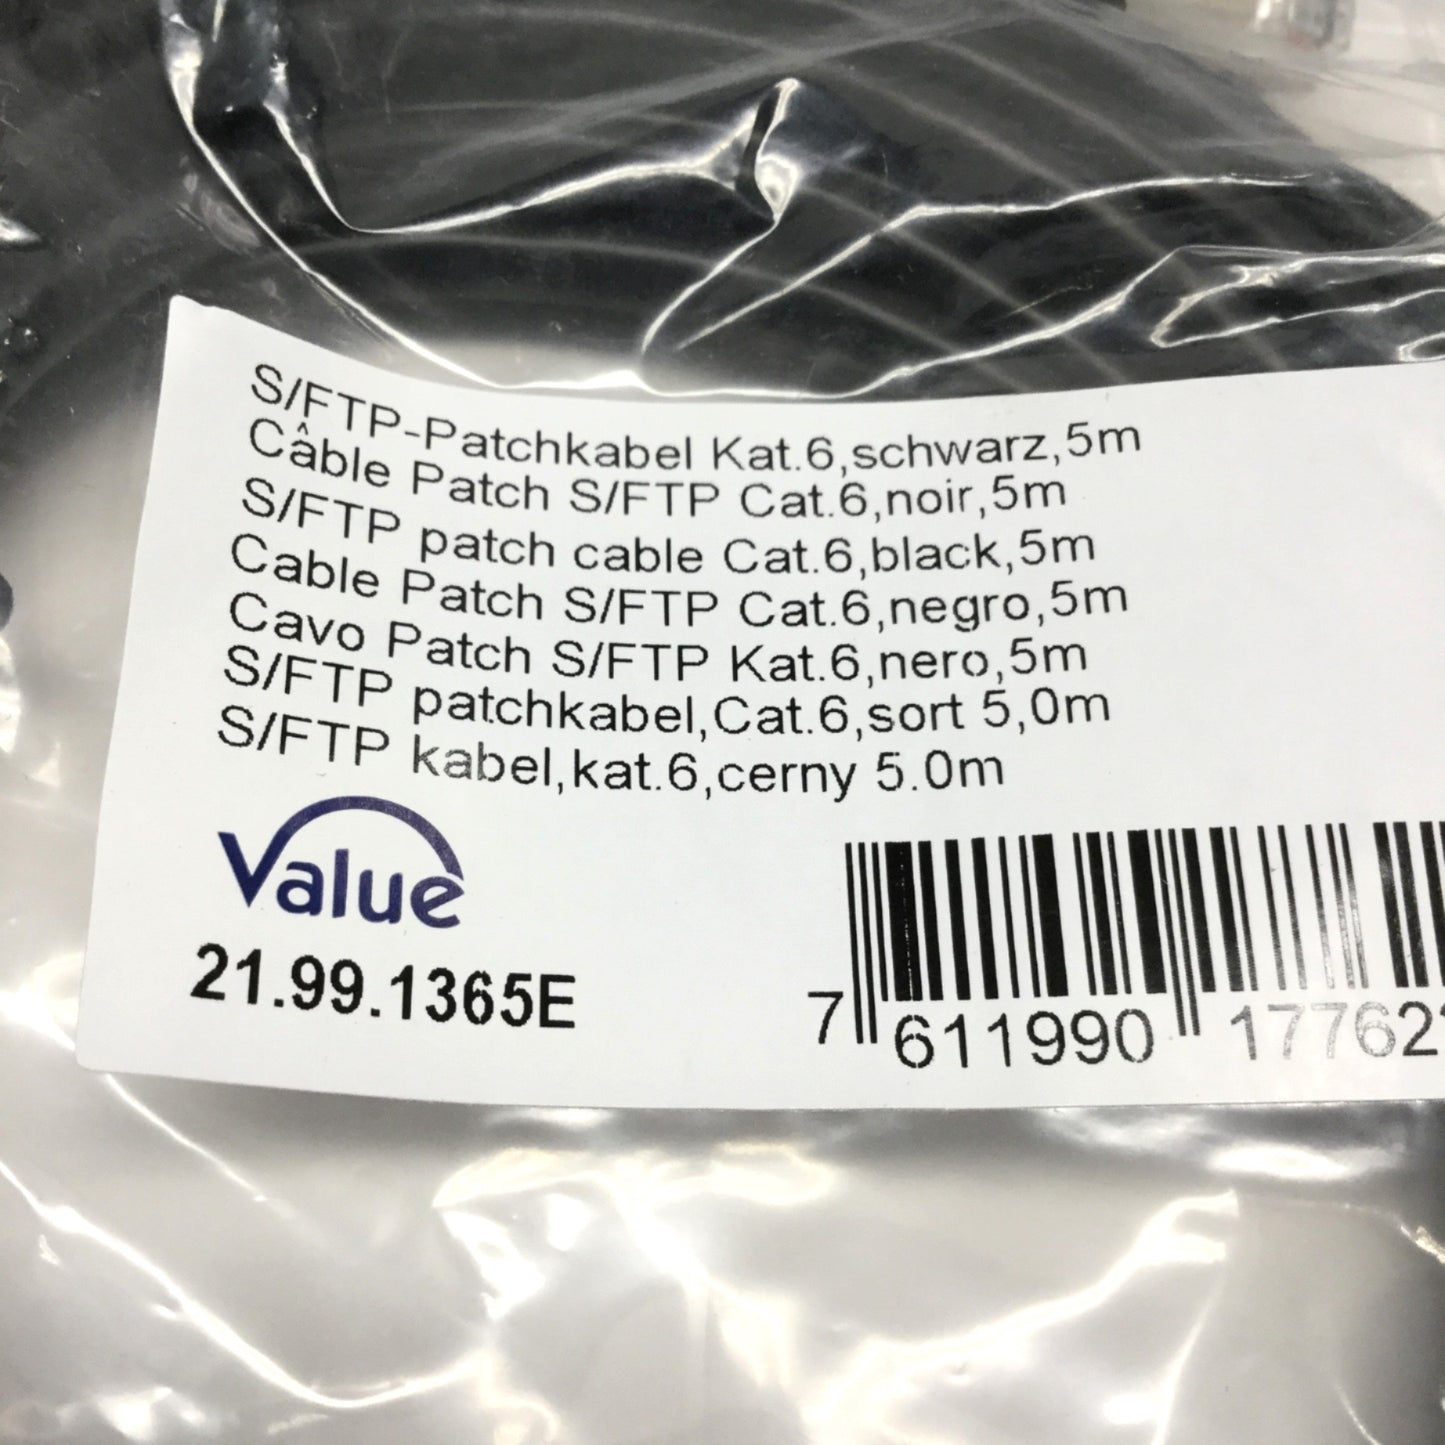 S/FTP-Patchkabel Kat.6,schwarz,5m
Câble Patch S/FTP Cat.6,noir,5m
S/FTP patch cable Cat.6,black,5m
Cable Patch S/FTP Cat.6,negro,5m
Cavo Patch S/FTP Kat.6,nero,5m
S/FTP patchkabel,Cat.6,sort 5,0m
S/FTP kabel,kat.6,cerny 5.0m
Value
21.99.1365E
7 611990 17762